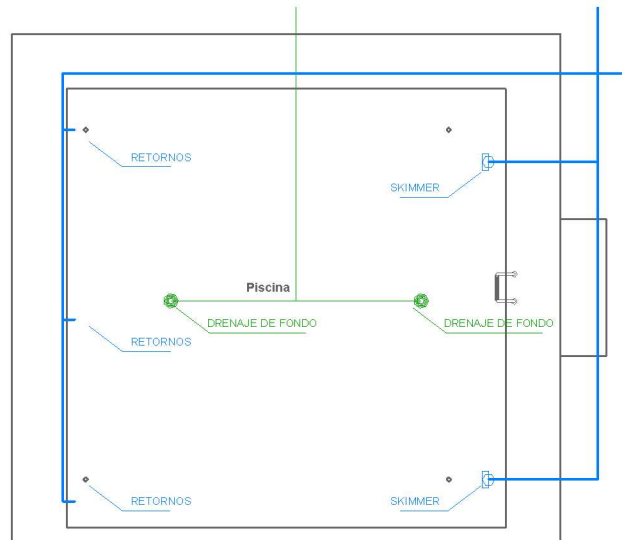 RETORNOS
SKIMMER
Piscina
DRENAJE DE FONDO
DRENAJE DE FONDO
RETORNOS
RETORNOS
SKIMMER